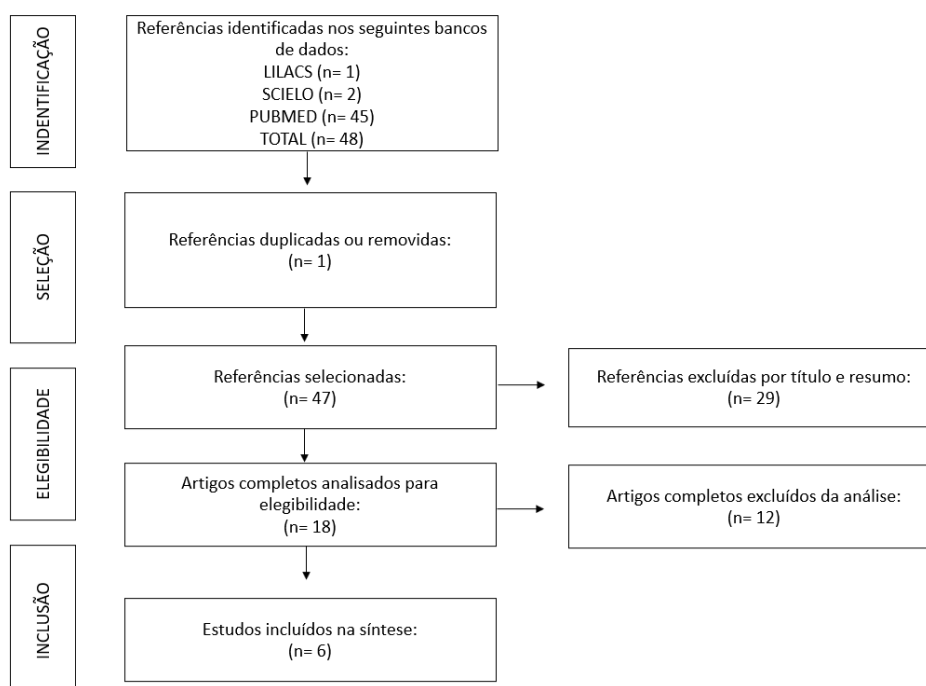 INDENTIFICAÇÃO
Referências identificadas nos seguintes bancos
de dados:
LILACS (n= 1)
SCIELO (n= 2)
PUBMED (n= 45)
TOTAL (n= 48)
SELEÇÃO
Referências duplicadas ou removidas:
(n= 1)
ELEGIBILIDADE
Referências selecionadas:
(n= 47)
Referências excluídas por título e resumo:
(n= 29)
Artigos completos analisados para
elegibilidade:
(n= 18)
Artigos completos excluídos da análise:
(n= 12)
INCLUSÃO
Estudos incluídos na síntese:
(n= 6)